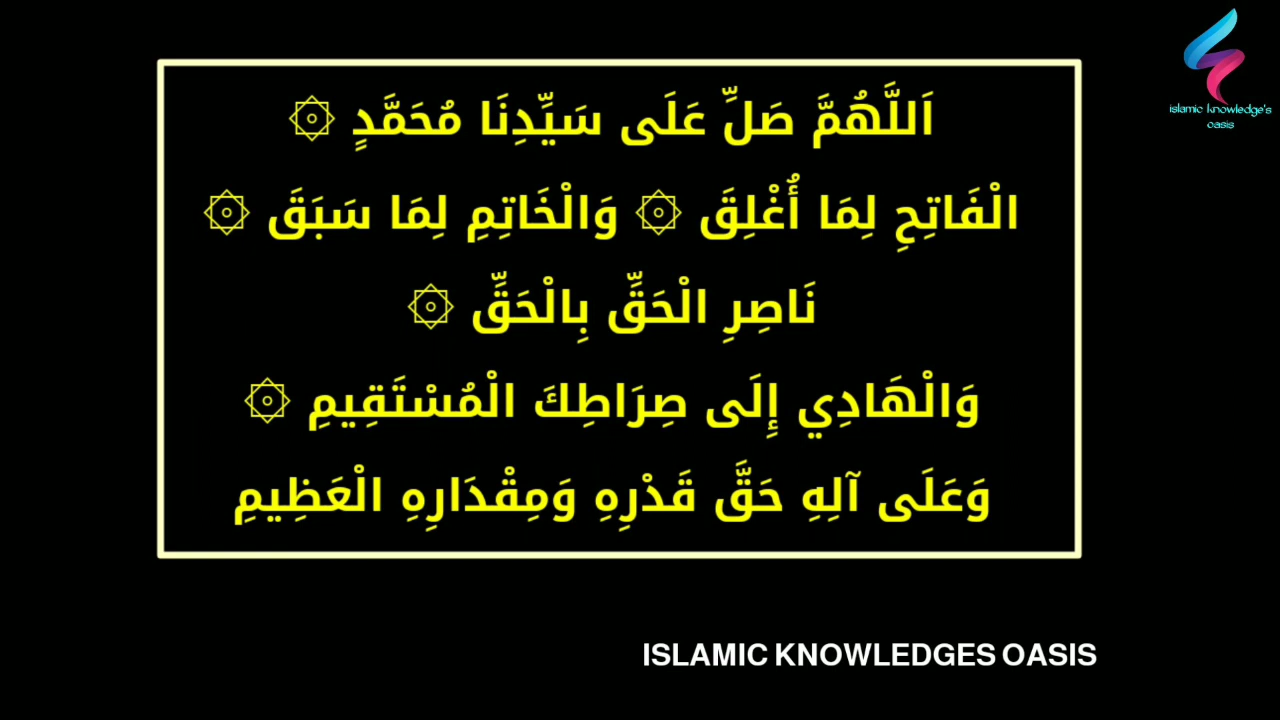 اَللَّهُمَّ صَلِّ عَلَى سَيِّدِنَا مُحَمَّدٍ ۞
الْفَاتِحِ لِمَا أُغْلِقَ ۞ وَالْخَاتِمِ لِمَا سَبَقَ ۞
نَاصِرِ الْحَقِّ بِالْحَقِّ ۞
وَالْهَادِي إِلَى صِرَاطِكَ الْمُسْتَقِيمِ ۞
وَعَلَى آلِهِ حَقَّ قَدْرِهِ وَمِقْدَارِهِ الْعَظِيمِ
islamic knowledge's
oasis
ISLAMIC KNOWLEDGES OASIS